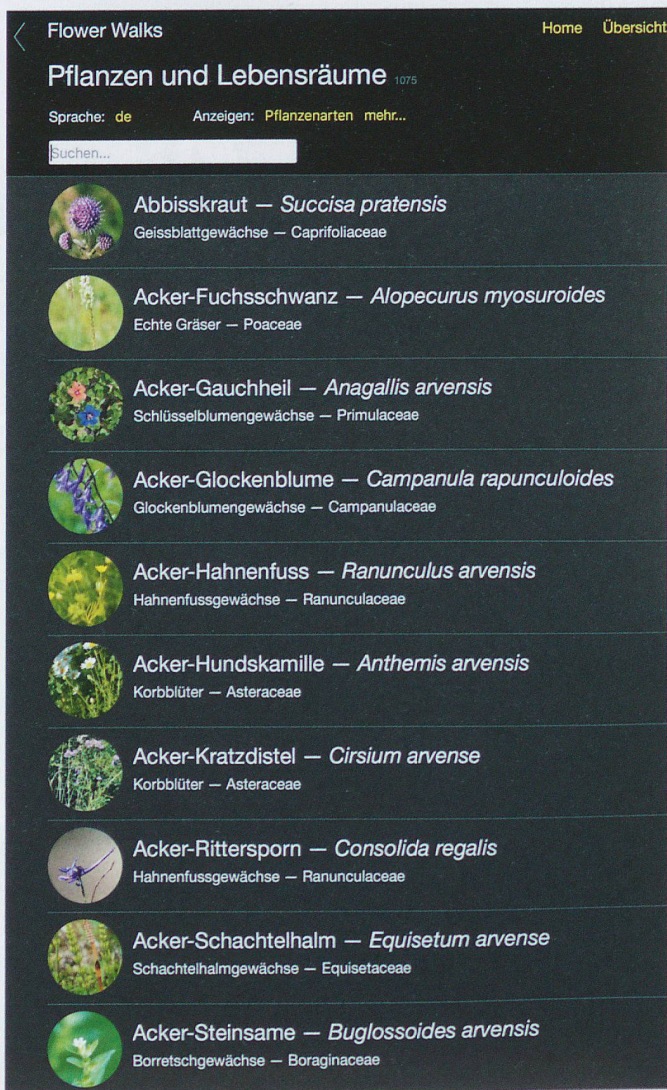 Flower Walks
Home Übersicht
Pflanzen und Lebensräume 1075
Sprache: de Anzeigen: Pflanzenarten mehr...
Suchen...
Abbisskraut — Succisa pratensis
Geissblattgewächse — Caprifoliaceae
Acker-Fuchsschwanz — Alopecurus myosuroides
Echte Gräser — Poaceae
Acker-Gauchheil — Anagallis arvensis
Schlüsselblumengewächse — Primulaceae
Acker-Glockenblume — Campanula rapunculoides
Glockenblumengewächse — Campanulaceae
Acker-Hahnenfuss — Ranunculus arvensis
Hahnenfussgewächse — Ranunculaceae
Acker-Hundskamille — Anthemis arvensis
Korbblüter — Asteraceae
Acker-Kratzdistel — Cirsium arvense
Korbblüter — Asteraceae
Acker-Rittersporn — Consolida regalis
Hahnenfussgewächse — Ranunculaceae
Acker-Schachtelhalm — Equisetum arvense
Schachtelhalmgewächse — Equisetaceae
Acker-Steinsame — Buglossoides arvensis
Borretschgewächse — Boraginaceae